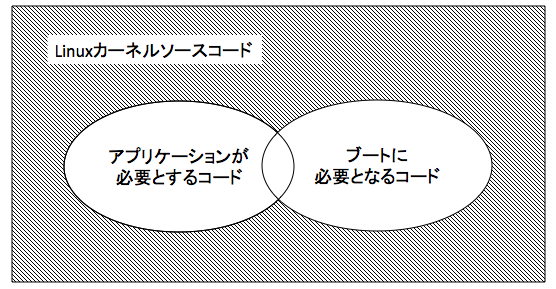 Linuxカーネルソースコード
アプリケーションが
必要とするコード
ブートに
必要となるコード